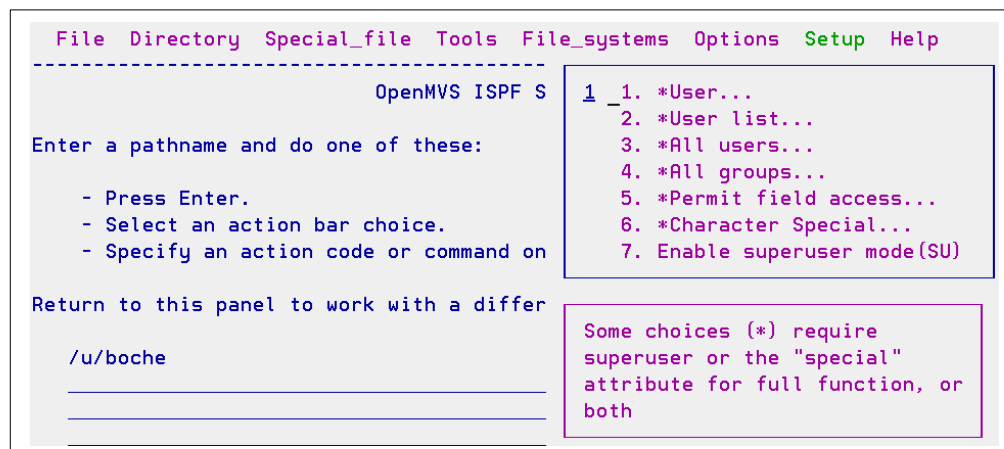 File Directory Special_file Tools File_systems Options Setup Help
-----------------------------------------
OpenMVS ISPF S
Enter a pathname and do one of these:
- Press Enter.
- Select an action bar choice.
- Specify an action code or command on
Return to this panel to work with a differ
/u/boche
1 _1. *User...
2. *User list...
3. *All users...
4. *All groups...
5. *Permit field access...
6. *Character Special...
7. Enable superuser mode(SU)
Some choices (*) require
superuser or the "special"
attribute for full function, or
both